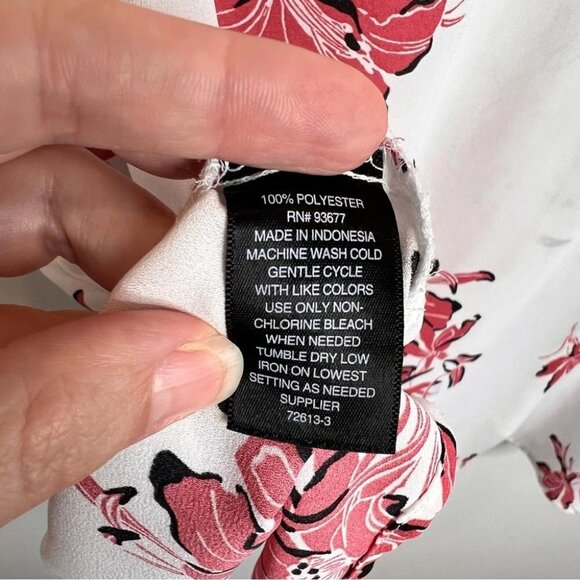 100% POLYESTER
RN# 93677
MADE IN INDONESIA
MACHINE WASH COLD
GENTLE CYCLE
WITH LIKE COLORS
USE ONLY NON-
CHLORINE BLEACH
WHEN NEEDED
TUMBLE DRY LOW
IRON ON LOWEST
SETTING AS NEEDED
SUPPLIER
72613-3